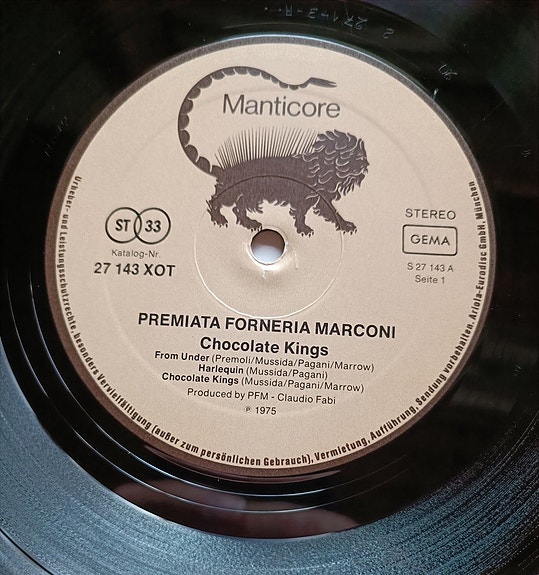 Manticore
ST 33
Katalog-Nr.
27 143 XOT
STEREO
GEMA
S 27 143 A
Seite 1
PREMIATA FORNERIA MARCONI
Chocolate Kings
From Under (Premoli/Mussida/Pagani/Marrow)
Harlequin (Mussida/Pagani)
Chocolate Kings (Mussida/Pagani/Marrow)
Produced by PFM - Claudio Fabi
℗ 1975
Urheber- und Leistungsschutzrechte, besondere Vervielfältigung (außer zum persönlichen Gebrauch), Vermietung, Aufführung, Sendung vorbehalten. Ariola-Eurodisc GmbH, München